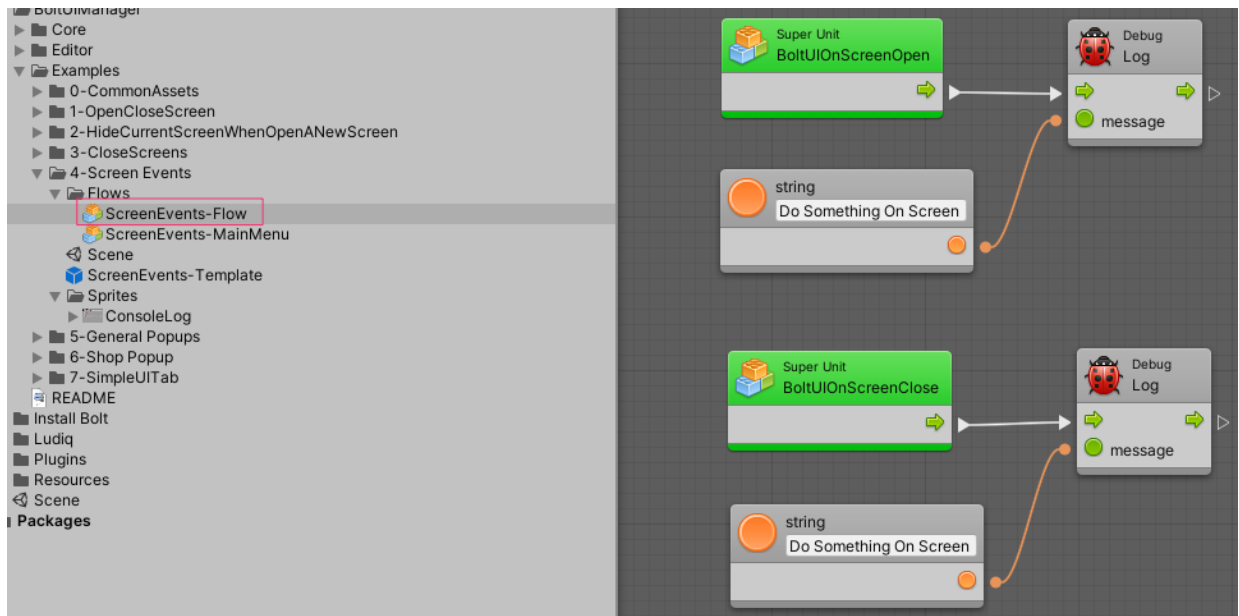 BoltUIManager
Core
Editor
Examples
0-CommonAssets
1-OpenCloseScreen
2-HideCurrentScreenWhenOpenANewScreen
3-CloseScreens
4-Screen Events
Flows
ScreenEvents-Flow
ScreenEvents-MainMenu
Scene
ScreenEvents-Template
Sprites
ConsoleLog
5-General Popups
6-Shop Popup
7-SimpleUITab
README
Install Bolt
Ludiq
Plugins
Resources
Scene
Packages
Super Unit
BoltUIOnScreenOpen
Debug
Log
message
string
Do Something On Screen
Super Unit
BoltUIOnScreenClose
Debug
Log
message
string
Do Something On Screen